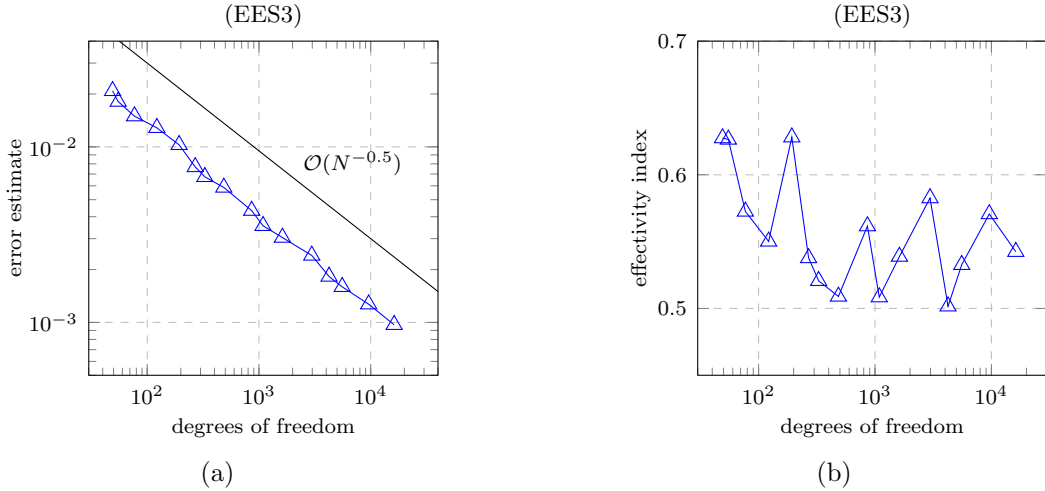 (EES3)
10^{-2}
10^{-3}
10^2
10^3
10^4
error estimate
degrees of freedom
\mathcal{O}(N^{-0.5})
(a)
(EES3)
0.7
0.6
0.5
10^2
10^3
10^4
effectivity index
degrees of freedom
(b)